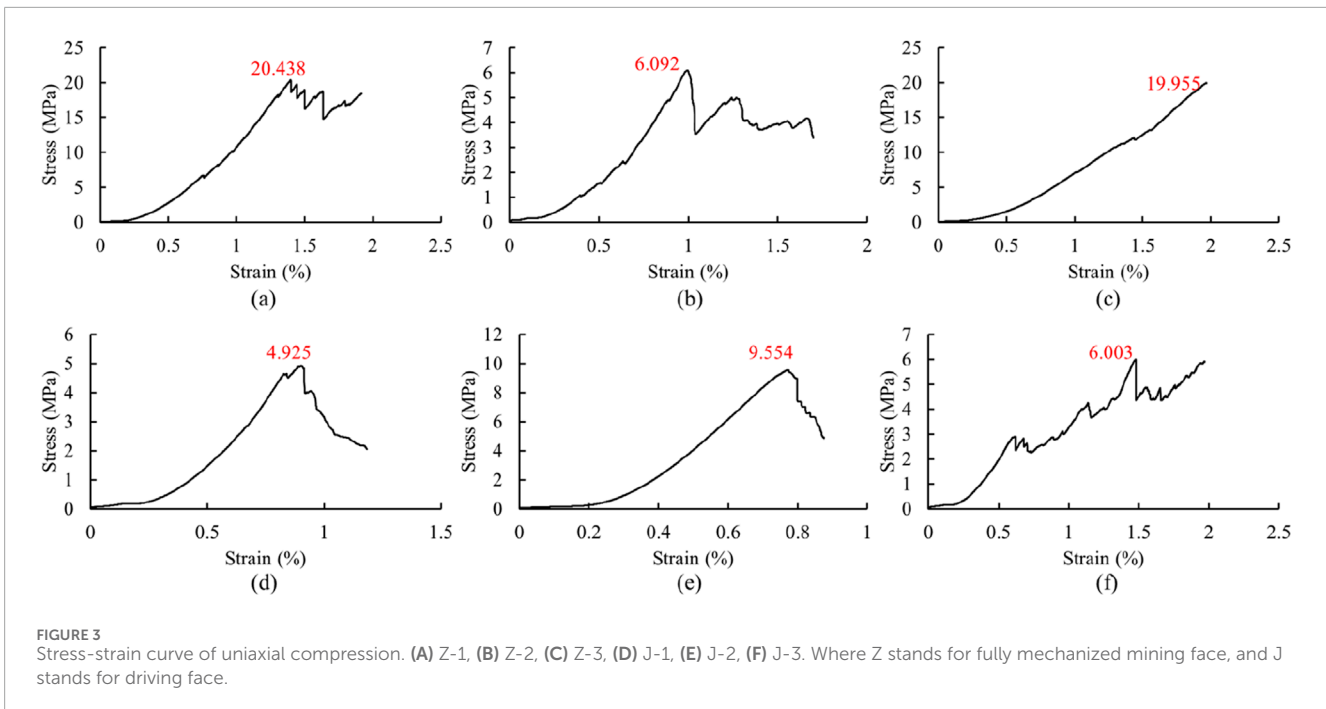 25
20
15
10
5
0
Stress (MPa)
20.438
0 0.5 1 1.5 2 2.5
Strain (%)
(a)
7
6
5
4
3
2
1
0
Stress (MPa)
6.092
0 0.5 1 1.5 2
Strain (%)
(b)
25
20
15
10
5
0
Stress (MPa)
19.955
0 0.5 1 1.5 2 2.5
Strain (%)
(c)
6
5
4
3
2
1
0
Stress (MPa)
4.925
0 0.5 1 1.5
Strain (%)
(d)
12
10
8
6
4
2
0
Stress (MPa)
9.554
0 0.2 0.4 0.6 0.8 1
Strain (%)
(e)
7
6
5
4
3
2
1
0
Stress (MPa)
6.003
0 0.5 1 1.5 2 2.5
Strain (%)
(f)
FIGURE 3
Stress-strain curve of uniaxial compression. (A) Z-1, (B) Z-2, (C) Z-3, (D) J-1, (E) J-2, (F) J-3. Where Z stands for fully mechanized mining face, and J
stands for driving face.